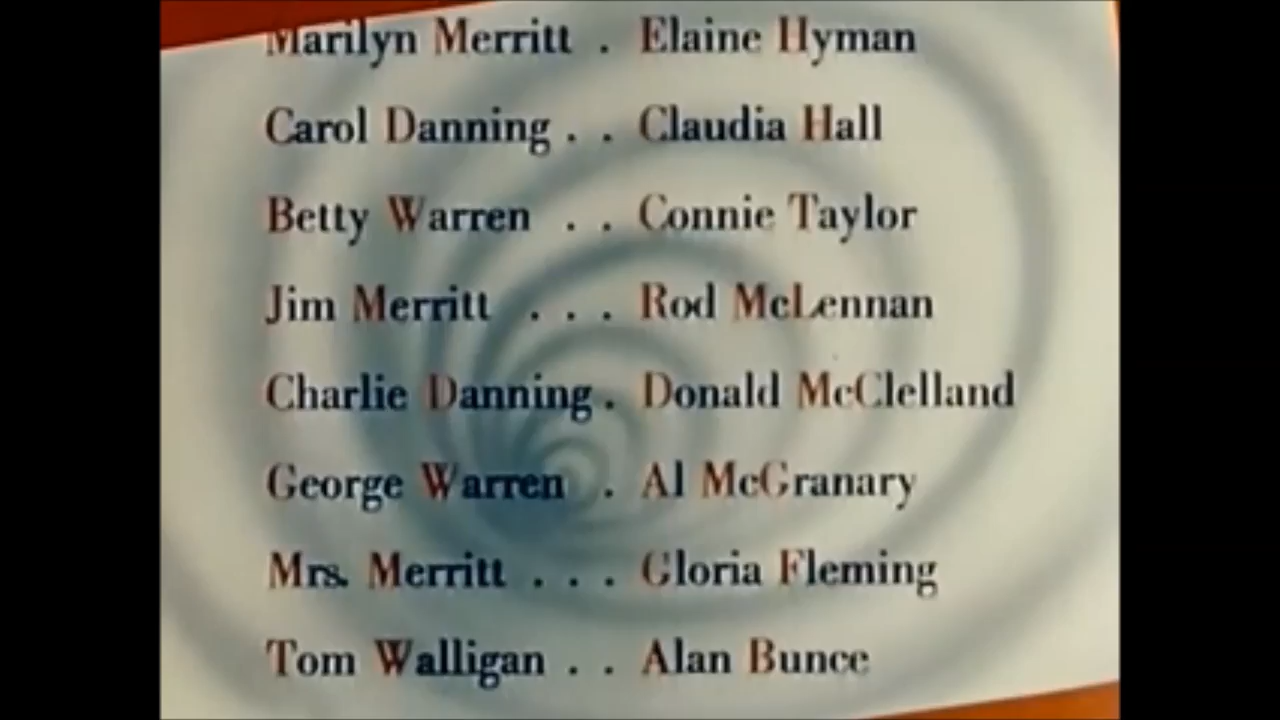 Marilyn Merritt . Elaine Hyman
Carol Danning . . Claudia Hall
Betty Warren . . Connie Taylor
Jim Merritt . . . Rod McLennan
Charlie Danning . Donald McClelland
George Warren . Al McGranary
Mrs. Merritt . . . Gloria Fleming
Tom Walligan . . Alan Bunce